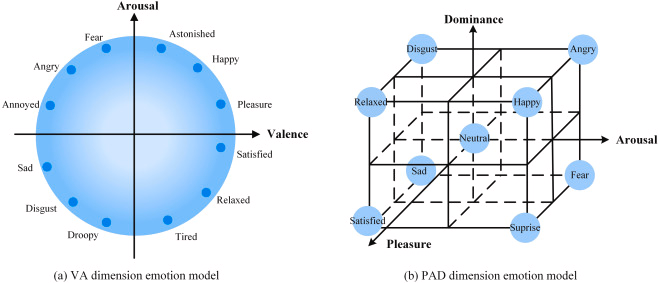 Arousal
Fear
Astonished
Angry
Happy
Annoyed
Pleasure
Valence
Sad
Satisfied
Disgust
Relaxed
Droopy
Tired
(a) VA dimension emotion model
Dominance
Disgust
Angry
Relaxed
Happy
Neutral
Arousal
Sad
Fear
Satisfied
Suprise
Pleasure
(b) PAD dimension emotion model